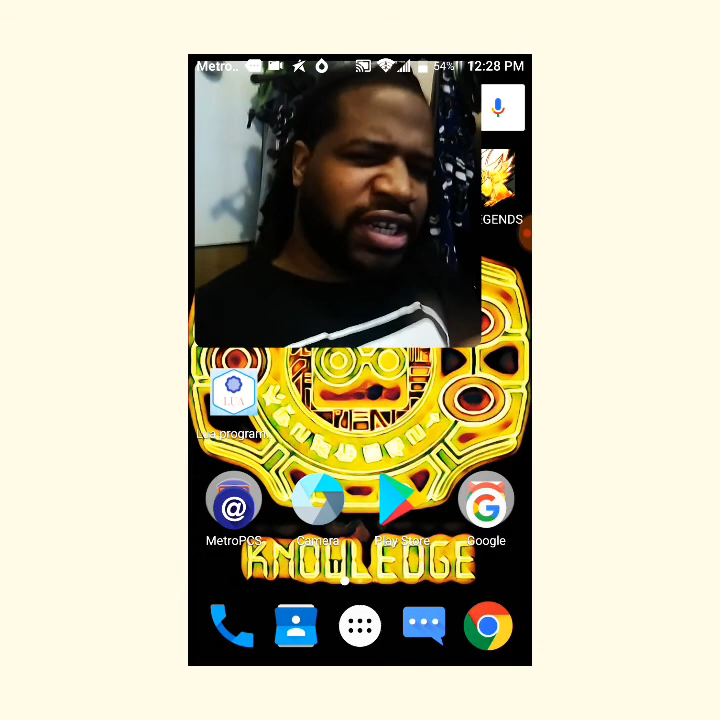 Metro..
54%
12:28 PM
GENDS
LUA
Lua program..
@
MetroPCS
Camera
Play Store
Google
KNOWLEDGE